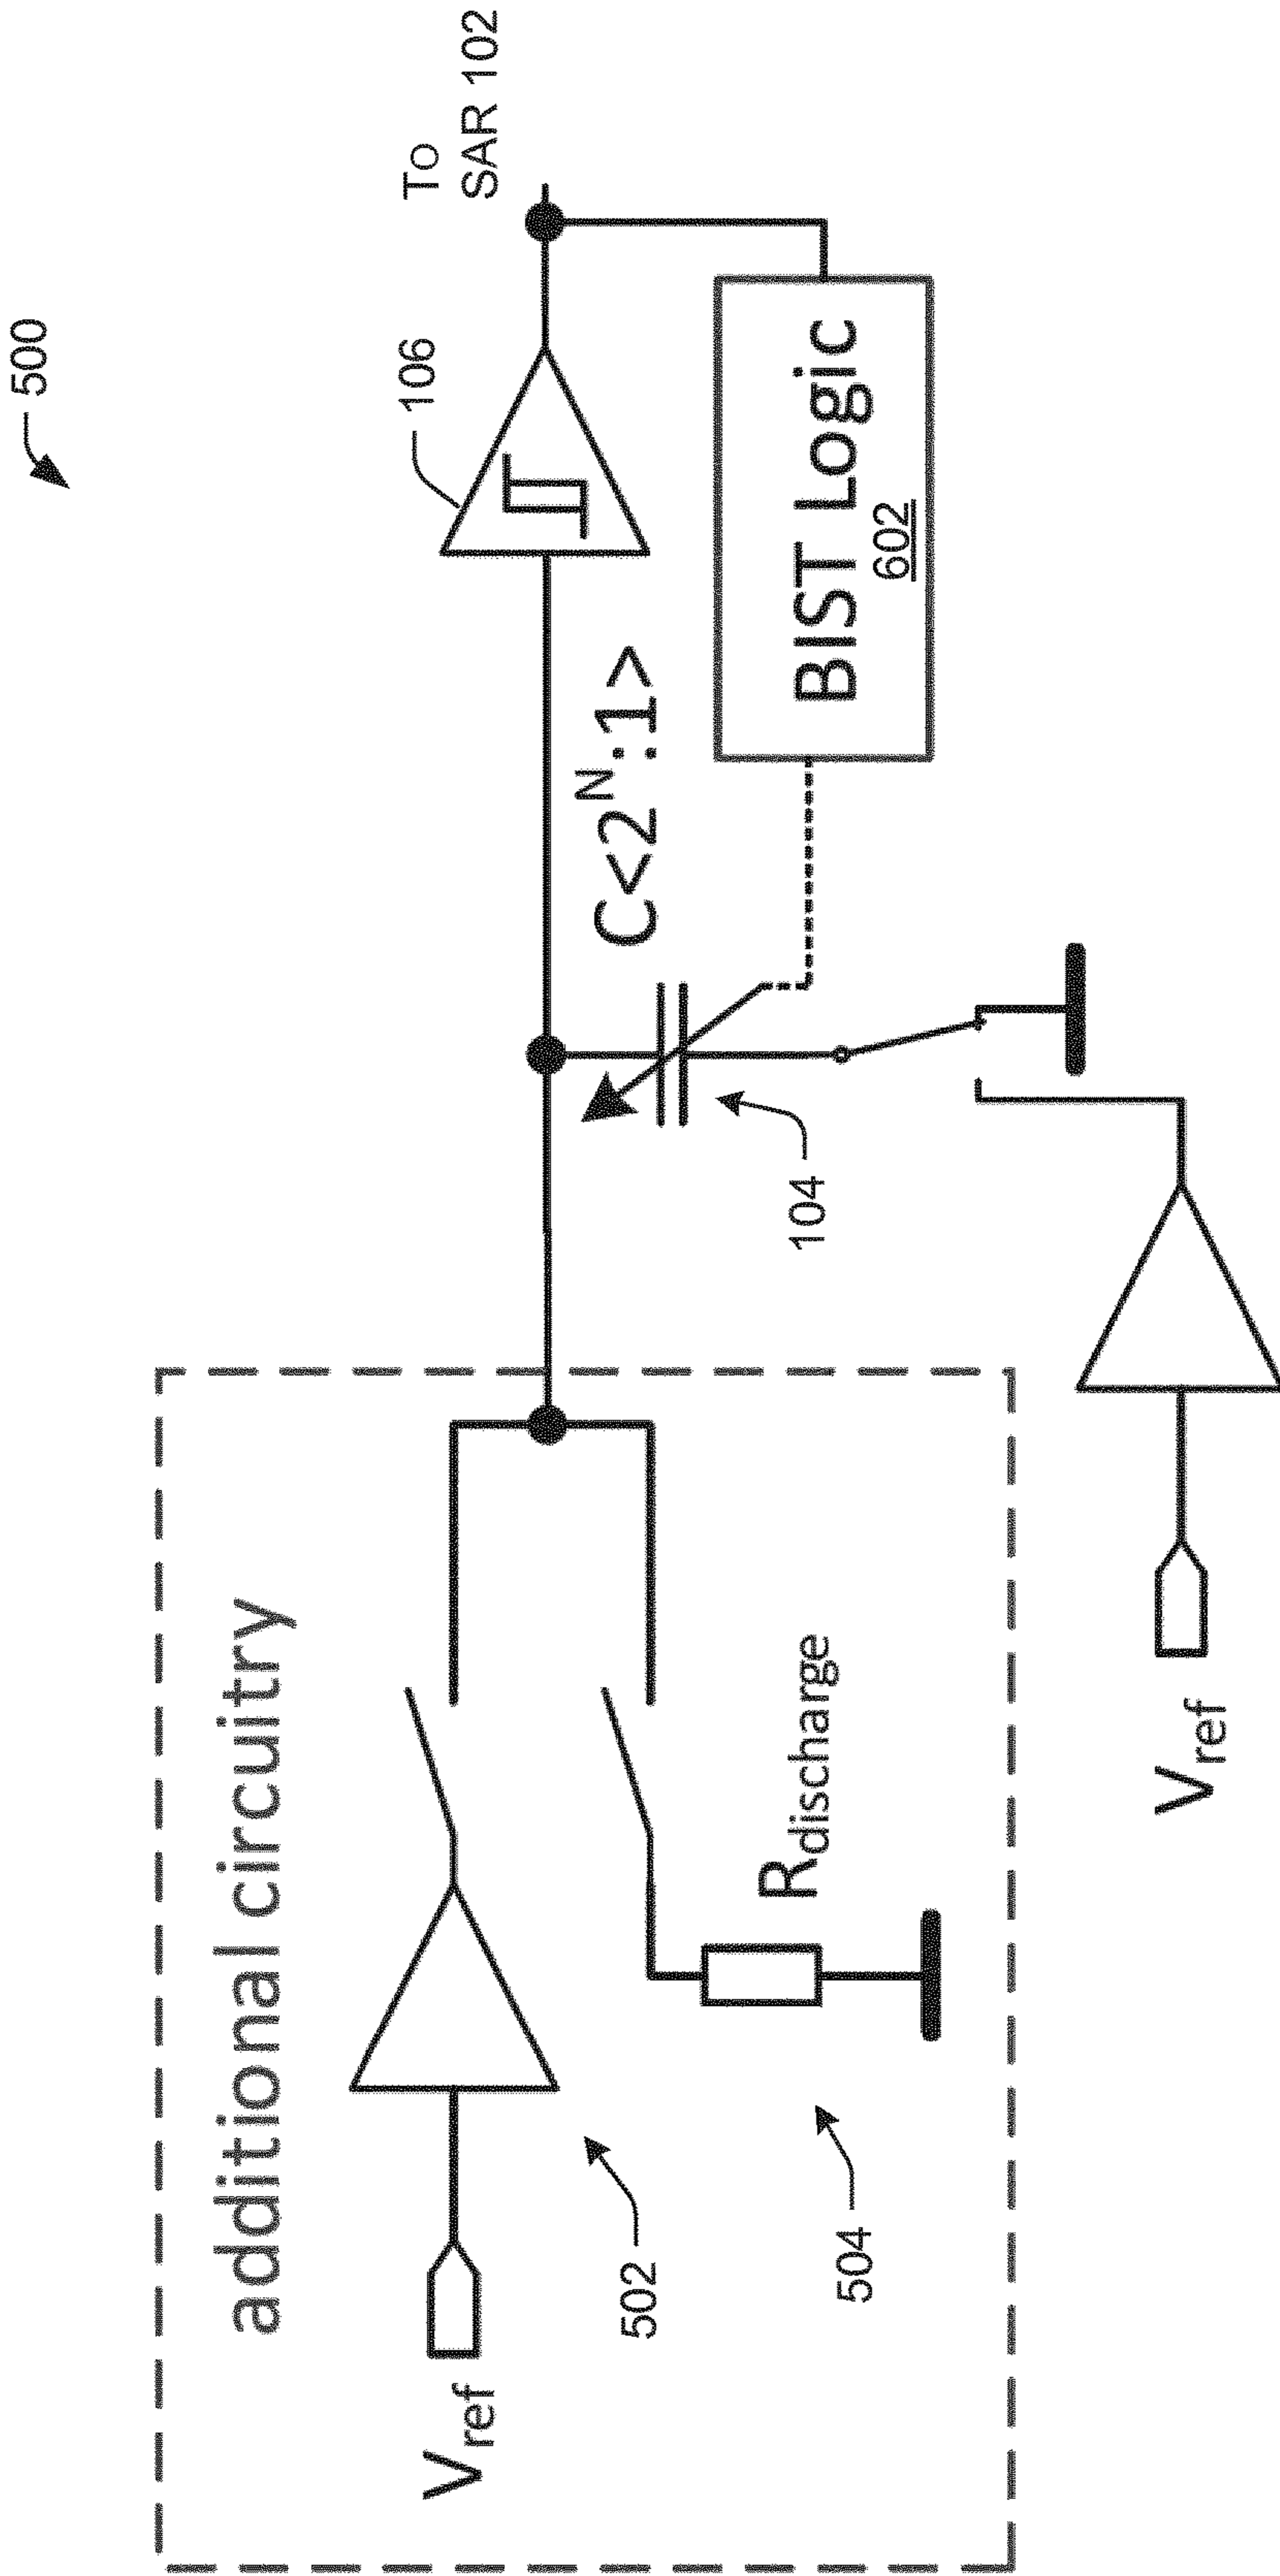 500
additional circuitry
V_ref
502
504
R_discharge
V_ref
104
C<2^N:1>
106
To
SAR 102
BIST Logic
602